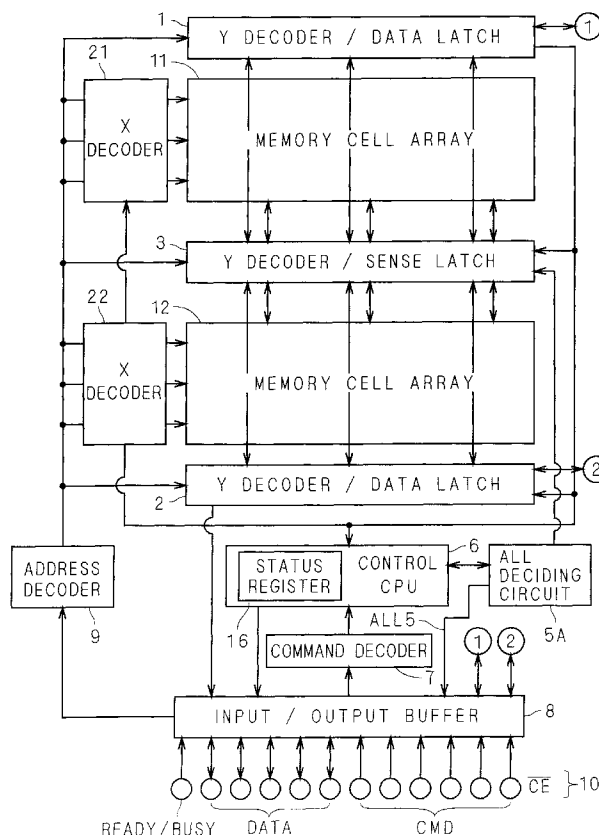 1
Y DECODER / DATA LATCH
1
21
11
X
DECODER
MEMORY CELL ARRAY
3
Y DECODER / SENSE LATCH
22
12
X
DECODER
MEMORY CELL ARRAY
2
Y DECODER / DATA LATCH
2
ADDRESS
DECODER
9
STATUS
REGISTER
16
CONTROL
CPU
6
ALL
DECIDING
CIRCUIT
5A
ALL5
COMMAND DECODER
7
1
2
INPUT / OUTPUT BUFFER
8
CE
10
READY/BUSY
DATA
CMD